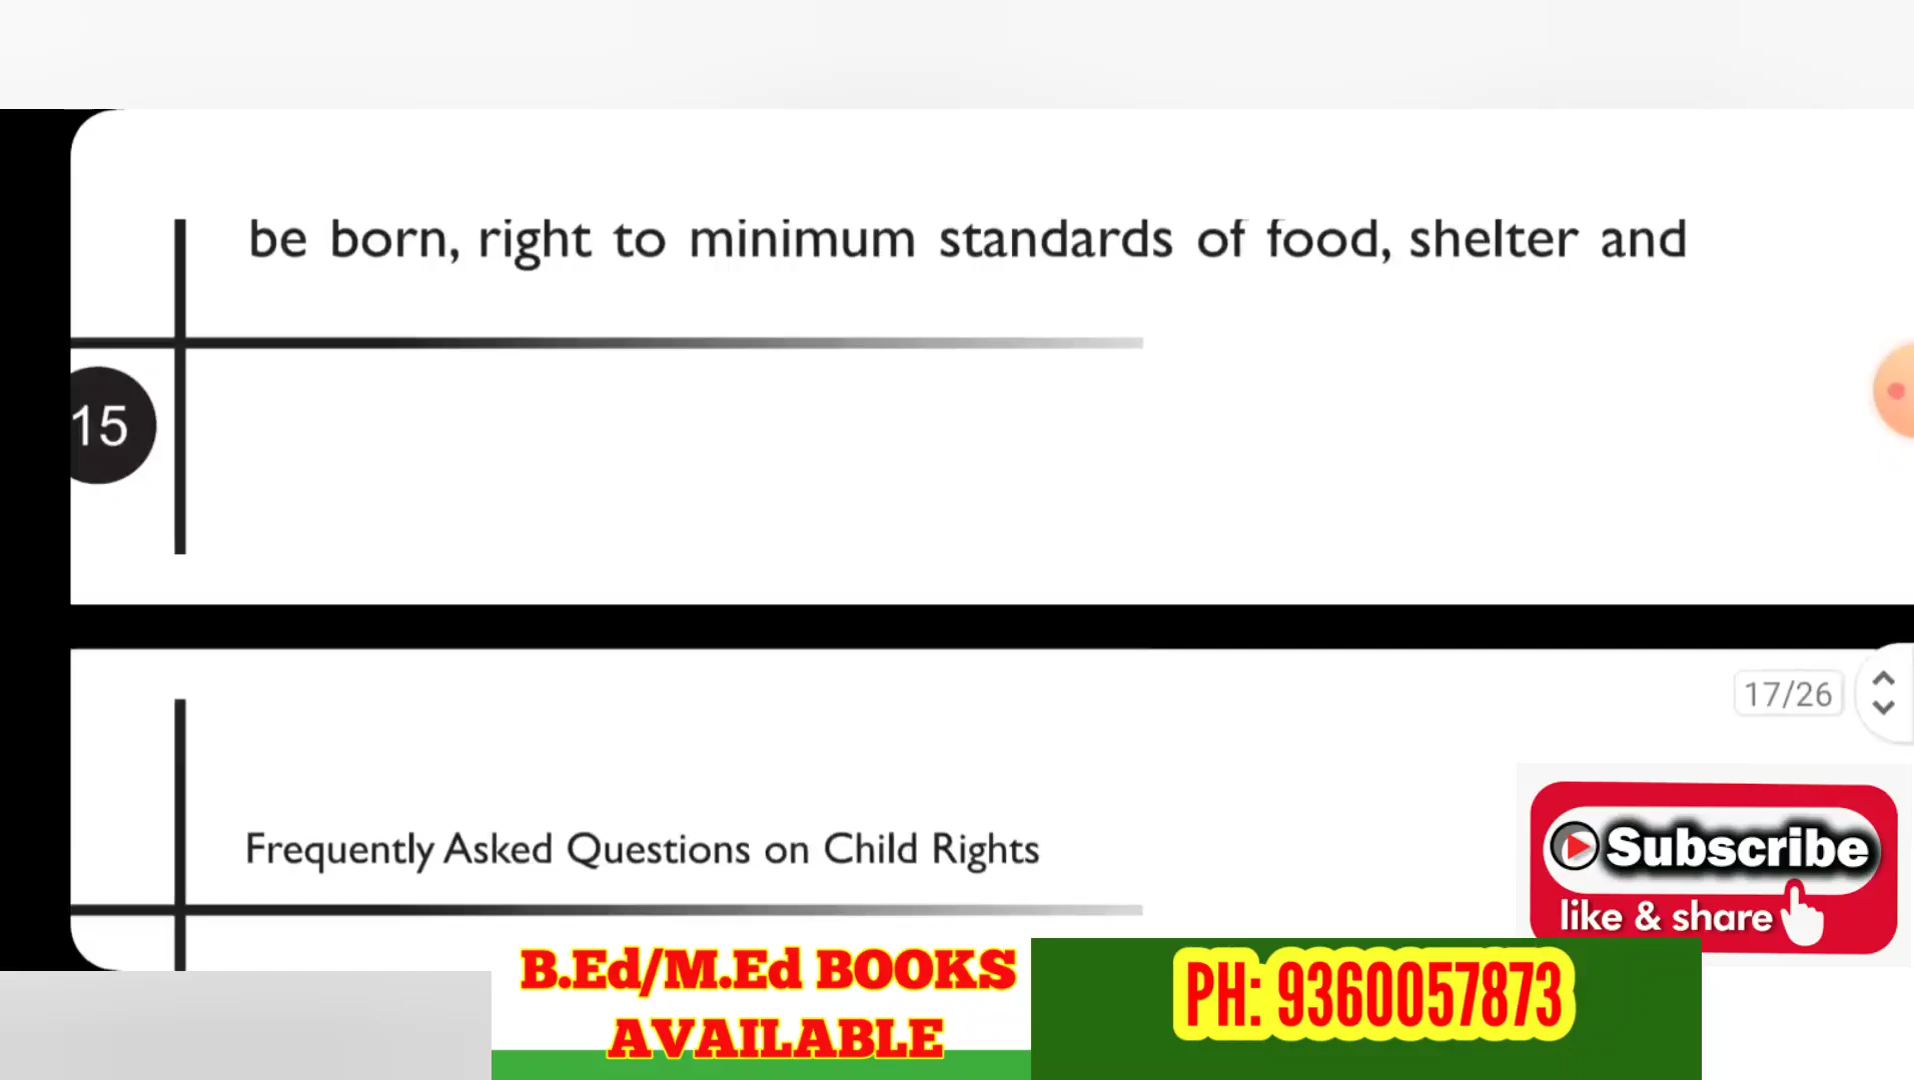 be born, right to minimum standards of food, shelter and
15
17/26
Frequently Asked Questions on Child Rights
Subscribe
like & share
B.Ed/M.Ed BOOKS
AVAILABLE
PH: 9360057873